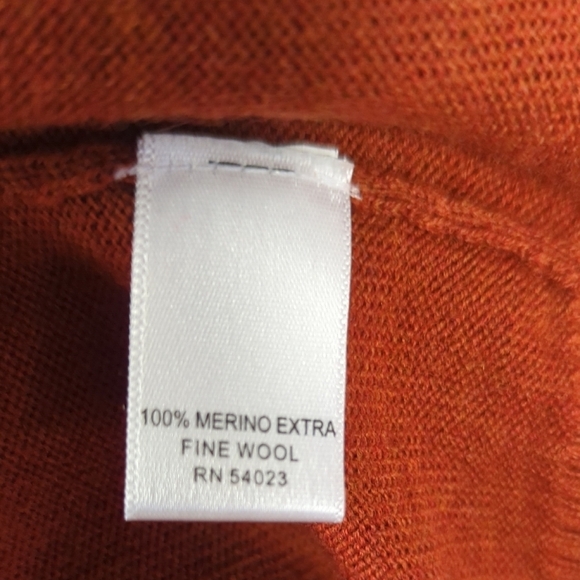 100% MERINO EXTRA
FINE WOOL
RN 54023